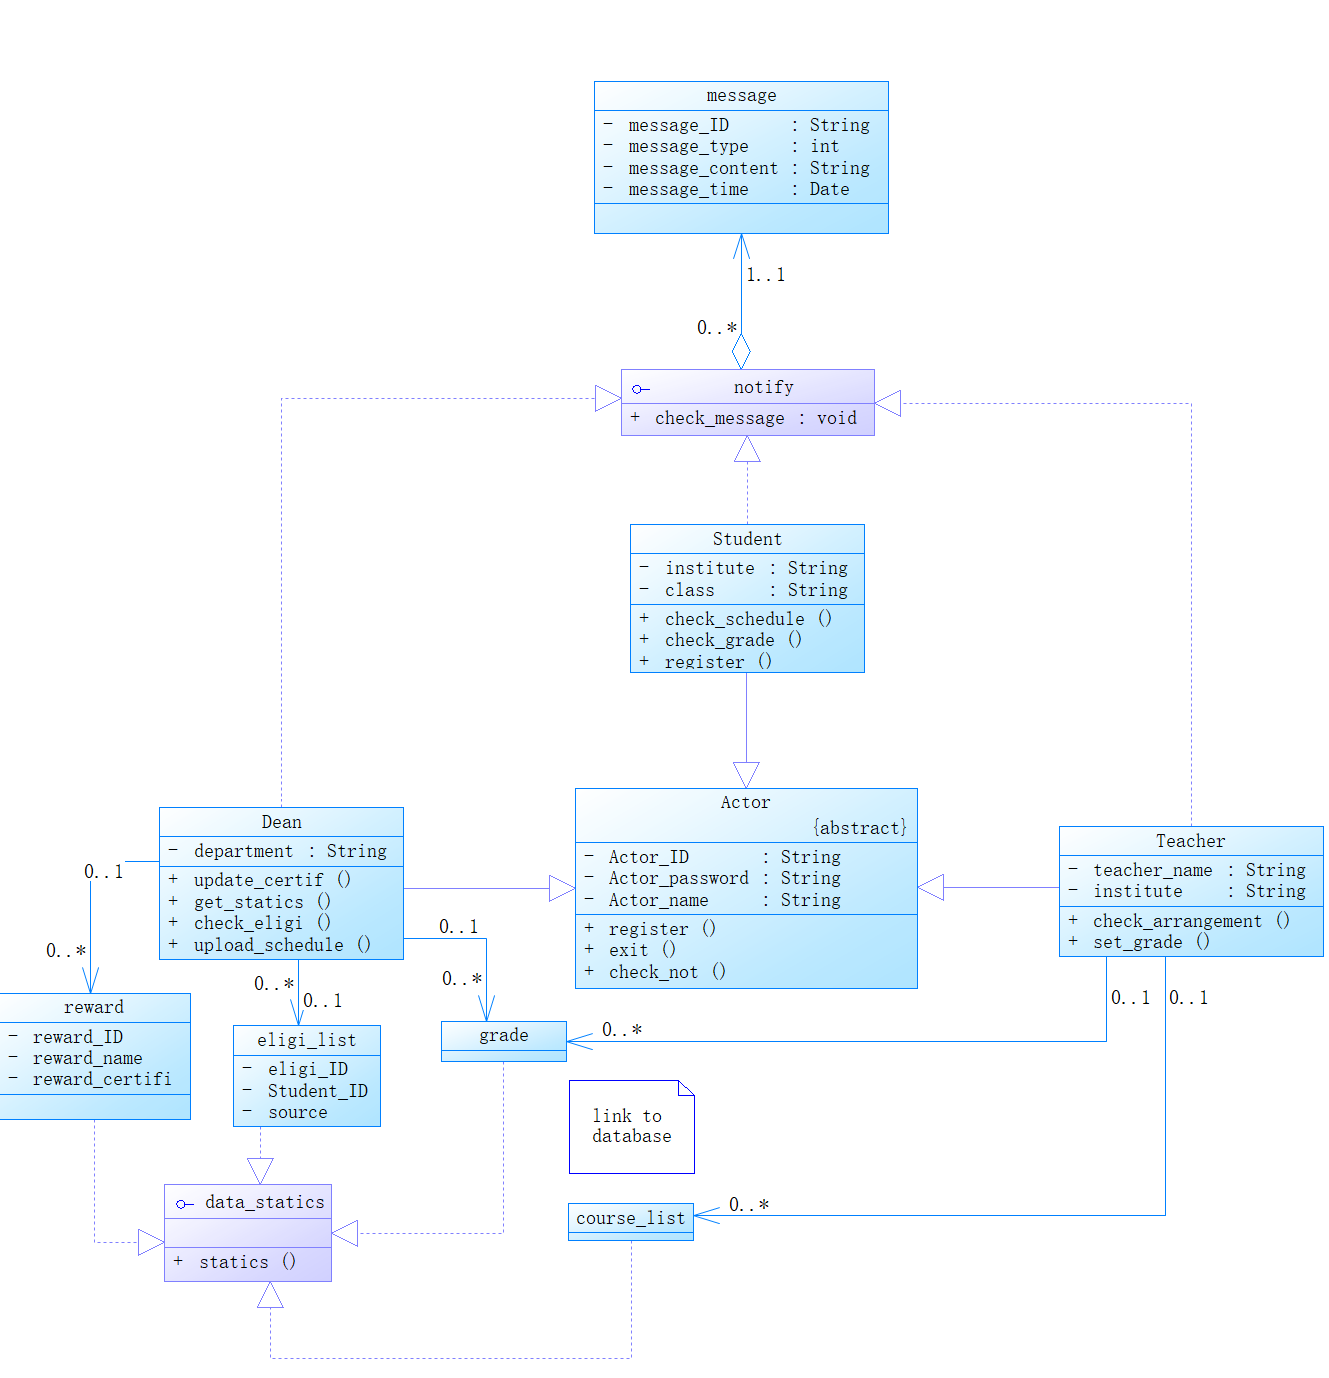 message
- message_ID : String
- message_type : int
- message_content : String
- message_time : Date
1..1
0..*
notify
+ check_message : void
Student
- institute : String
- class : String
+ check_schedule ()
+ check_grade ()
+ register ()
Actor
{abstract}
- Actor_ID : String
- Actor_password : String
- Actor_name : String
+ register ()
+ exit ()
+ check_not ()
Dean
- department : String
+ update_certif ()
+ get_statics ()
+ check_eligi ()
+ upload_schedule ()
Teacher
- teacher_name : String
- institute : String
+ check_arrangement ()
+ set_grade ()
0..1
0..*
0..*
0..1
0..1
0..*
0..1
0..1
0..*
reward
- reward_ID
- reward_name
- reward_certifi
eligi_list
- eligi_ID
- Student_ID
- source
grade
link to
database
data_statics
+ statics ()
0..*
course_list